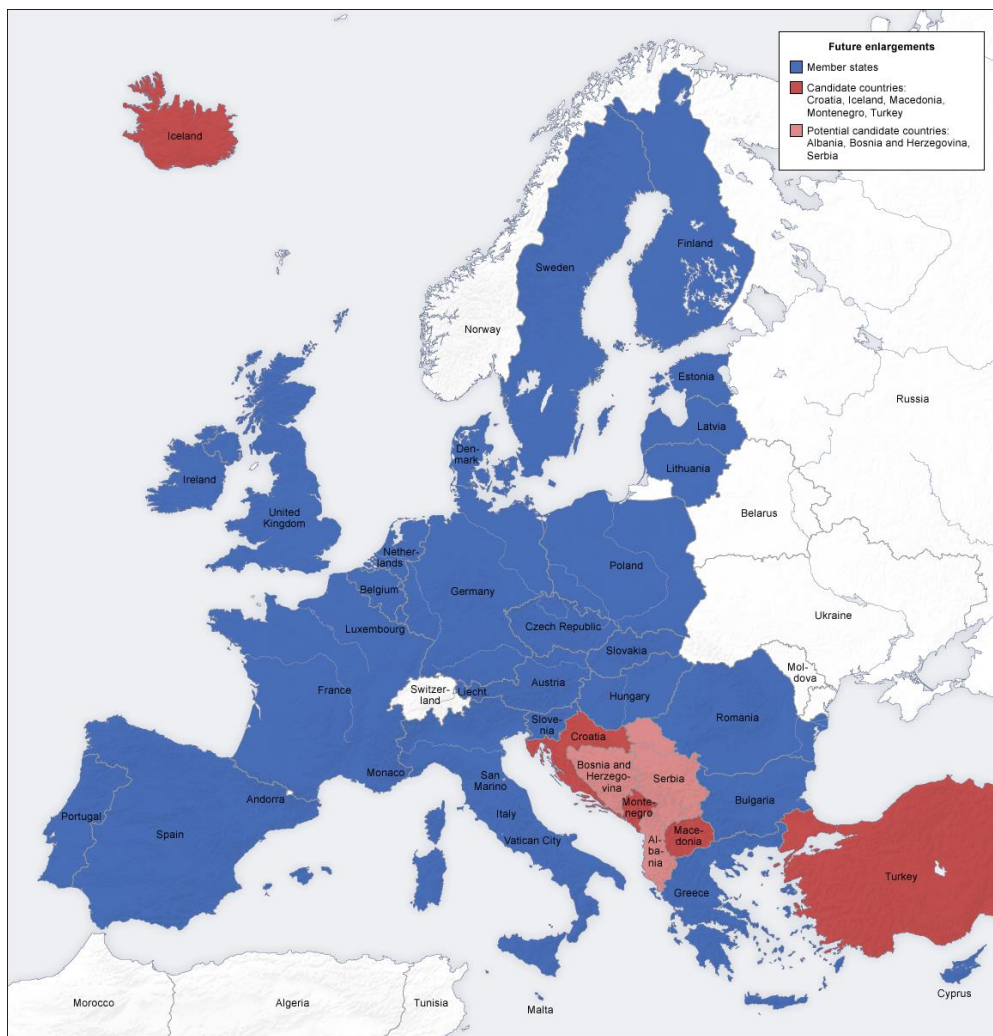 Future enlargements
Member states
Candidate countries:
Croatia, Iceland, Macedonia,
Montenegro, Turkey
Potential candidate countries:
Albania, Bosnia and Herzegovina,
Serbia
Iceland
Finland
Sweden
Norway
Estonia
Russia
Latvia
Den-
mark
Lithuania
Ireland
United
Kingdom
Belarus
Nether-
lands
Belgium
Germany
Poland
Luxembourg
Czech Republic
Ukraine
Slovakia
Mol-
dova
France
Switzer-
land
Liecht.
Austria
Hungary
Slove-
nia
Romania
Croatia
Monaco
San
Marino
Bosnia and
Herzego-
vina
Serbia
Andorra
Portugal
Spain
Italy
Monte-
negro
Bulgaria
Vatican City
Mace-
donia
Al-
ba-
nia
Greece
Turkey
Morocco
Algeria
Tunisia
Malta
Cyprus